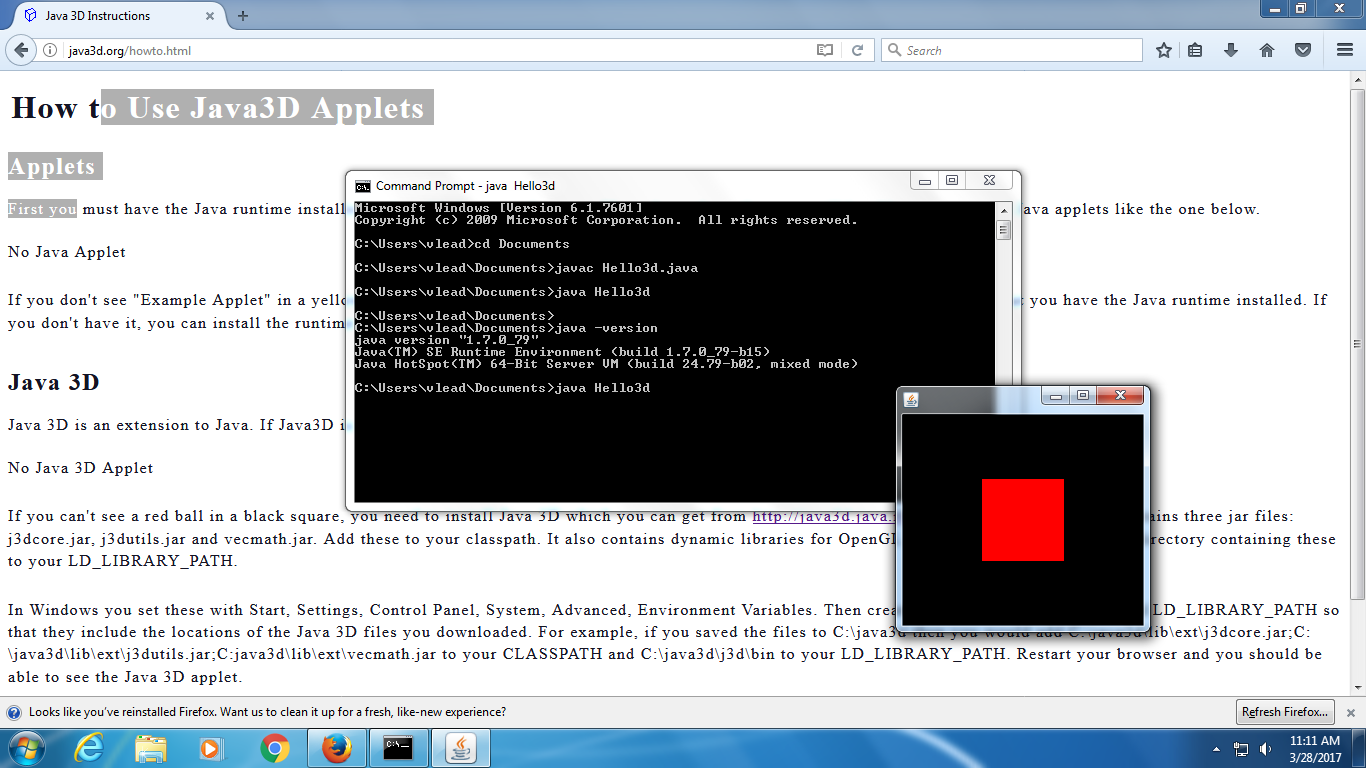 Java 3D Instructions
java3d.org/howto.html
Search
How to Use Java3D Applets
Applets
First you must have the Java runtime install
ava applets like the one below.
No Java Applet
If you don't see "Example Applet" in a yello
you have the Java runtime installed. If
you don't have it, you can install the runtim
Java 3D
Java 3D is an extension to Java. If Java3D i
No Java 3D Applet
If you can't see a red ball in a black square, you need to install Java 3D which you can get from http://java3d.java.
ains three jar files:
j3dcore.jar, j3dutils.jar and vecmath.jar. Add these to your classpath. It also contains dynamic libraries for OpenGL
rectory containing these
to your LD_LIBRARY_PATH.
In Windows you set these with Start, Settings, Control Panel, System, Advanced, Environment Variables. Then crea
LD_LIBRARY_PATH so
that they include the locations of the Java 3D files you downloaded. For example, if you saved the files to C:\java3d then you would add C:\java3d\lib\ext\j3dcore.jar;C:
\java3d\lib\ext\j3dutils.jar;C:java3d\lib\ext\vecmath.jar to your CLASSPATH and C:\java3d\j3d\bin to your LD_LIBRARY_PATH. Restart your browser and you should be
able to see the Java 3D applet.
Command Prompt - java  Hello3d
Microsoft Windows [Version 6.1.7601]
Copyright (c) 2009 Microsoft Corporation.  All rights reserved.
C:\Users\vlead>cd Documents
C:\Users\vlead\Documents>javac Hello3d.java
C:\Users\vlead\Documents>java Hello3d
C:\Users\vlead\Documents>
C:\Users\vlead\Documents>java -version
java version "1.7.0_79"
Java(TM) SE Runtime Environment (build 1.7.0_79-b15)
Java HotSpot(TM) 64-Bit Server VM (build 24.79-b02, mixed mode)
C:\Users\vlead\Documents>java Hello3d
Looks like you've reinstalled Firefox. Want us to clean it up for a fresh, like-new experience?
Refresh Firefox...
11:11 AM
3/28/2017